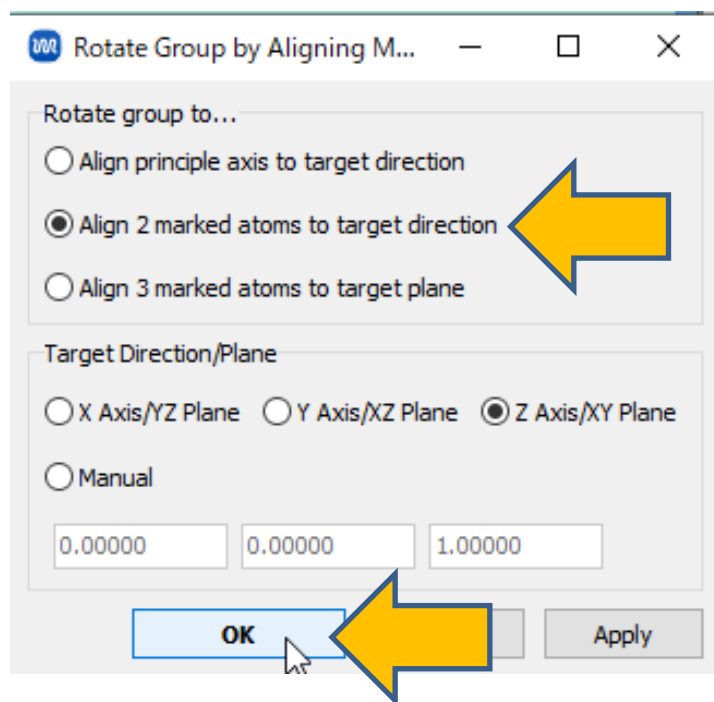 Rotate Group by Aligning M...
Rotate group to...
Align principle axis to target direction
Align 2 marked atoms to target direction
Align 3 marked atoms to target plane
Target Direction/Plane
X Axis/YZ Plane Y Axis/XZ Plane Z Axis/XY Plane
Manual
0.00000 0.00000 1.00000
OK Apply